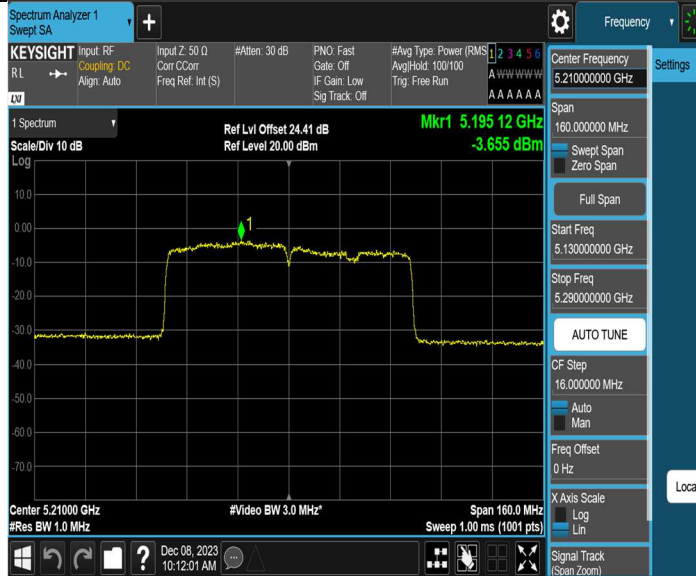 Spectrum Analyzer 1
Swept SA
+
Frequency
KEYSIGHT
Input: RF
Coupling: DC
Align: Auto
Input Z: 50 Ω
Corr CCorr
Freq Ref: Int (S)
#Atten: 30 dB
PNO: Fast
Gate: Off
IF Gain: Low
Sig Track: Off
#Avg Type: Power (RMS
Avg|Hold: 100/100
Trig: Free Run
1 2 3 4 5 6
A W W W W W
A A A A A A
RL
LXI
1 Spectrum
Scale/Div 10 dB
Log
Ref Lvl Offset 24.41 dB
Ref Level 20.00 dBm
Mkr1 5.195 12 GHz
-3.655 dBm
10.0
0.00
-10.0
-20.0
-30.0
-40.0
-50.0
-60.0
-70.0
1
Center 5.21000 GHz
#Res BW 1.0 MHz
#Video BW 3.0 MHz*
Span 160.0 MHz
Sweep 1.00 ms (1001 pts)
?
Dec 08, 2023
10:12:01 AM
Center Frequency
5.210000000 GHz
Settings
Span
160.000000 MHz
Swept Span
Zero Span
Full Span
Start Freq
5.130000000 GHz
Stop Freq
5.290000000 GHz
AUTO TUNE
CF Step
16.000000 MHz
Auto
Man
Freq Offset
0 Hz
X Axis Scale
Log
Lin
Loca
Signal Track
(Span Zoom)